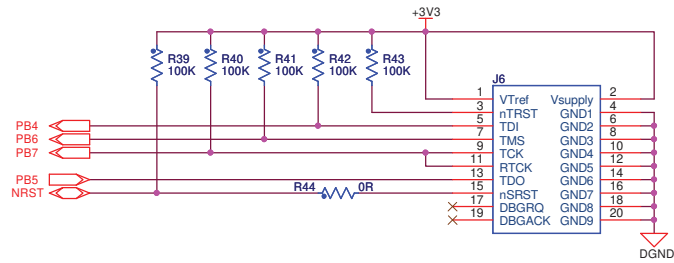 +3V3
R39 R40 R41 R42 R43
100K 100K 100K 100K 100K
J6
1 VTref Vsupply 2
3 nTRST GND1 4
PB4 5 TDI GND2 6
PB6 7 TMS GND3 8
PB7 9 TCK GND4 10
11 RTCK GND5 12
PB5 13 TDO GND6 14
NRST R44 0R 15 nSRST GND7 16
17 DBGRQ GND8 18
19 DBGACK GND9 20
DGND